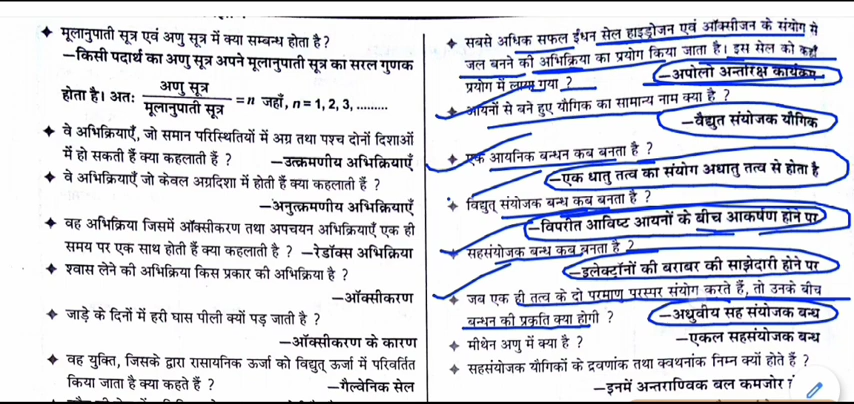 मूलानुपाती सूत्र एवं अणु सूत्र में क्या सम्बन्ध होता है ?
—किसी पदार्थ का अणु सूत्र अपने मूलानुपाती सूत्र का सरल गुणक
होता है। अतः अणु सूत्र / मूलानुपाती सूत्र = n जहाँ, n = 1, 2, 3, .........
वे अभिक्रियाएँ, जो समान परिस्थितियों में अग्र तथा पश्च दोनों दिशाओं
में हो सकती हैं क्या कहलाती हैं ? —उत्क्रमणीय अभिक्रियाएँ
वे अभिक्रियाएँ जो केवल अग्रदिशा में होती हैं क्या कहलाती हैं ?
—अनुत्क्रमणीय अभिक्रियाएँ
वह अभिक्रिया जिसमें ऑक्सीकरण तथा अपचयन अभिक्रियाएँ एक ही
समय पर एक साथ होती हैं क्या कहलाती है ? —रेडॉक्स अभिक्रिया
श्वास लेने की अभिक्रिया किस प्रकार की अभिक्रिया है ?
—ऑक्सीकरण
जाड़े के दिनों में हरी घास पीली क्यों पड़ जाती है ?
—ऑक्सीकरण के कारण
वह युक्ति, जिसके द्वारा रासायनिक ऊर्जा को विद्युत् ऊर्जा में परिवर्तित
किया जाता है क्या कहते हैं ? —गैल्वेनिक सेल
सबसे अधिक सफल ईंधन सेल हाइड्रोजन एवं ऑक्सीजन के संयोग से
जल बनने की अभिक्रिया का प्रयोग किया जाता है। इस सेल को कहाँ
प्रयोग में लाया गया ? —अपोलो अन्तरिक्ष कार्यक्रम
आयनों से बने हुए यौगिक का सामान्य नाम क्या है ?
—वैद्युत संयोजक यौगिक
एक आयनिक बन्धन कब बनता है ?
—एक धातु तत्व का संयोग अधातु तत्व से होता है
विद्युत् संयोजक बन्ध कब बनता है ?
—विपरीत आविष्ट आयनों के बीच आकर्षण होने पर
सहसंयोजक बन्ध कब बनता है ?
—इलेक्ट्रॉनों की बराबर की साझेदारी होने पर
जब एक ही तत्व के दो परमाणु परस्पर संयोग करते हैं, तो उनके बीच
बन्धन की प्रकृति क्या होगी ? —अध्रुवीय सह संयोजक बन्ध
मीथेन अणु में क्या है ? —एकल सहसंयोजक बन्ध
सहसंयोजक यौगिकों के द्रवणांक तथा क्वथनांक निम्न क्यों होते हैं ?
—इनमें अन्तराण्विक बल कमजोर